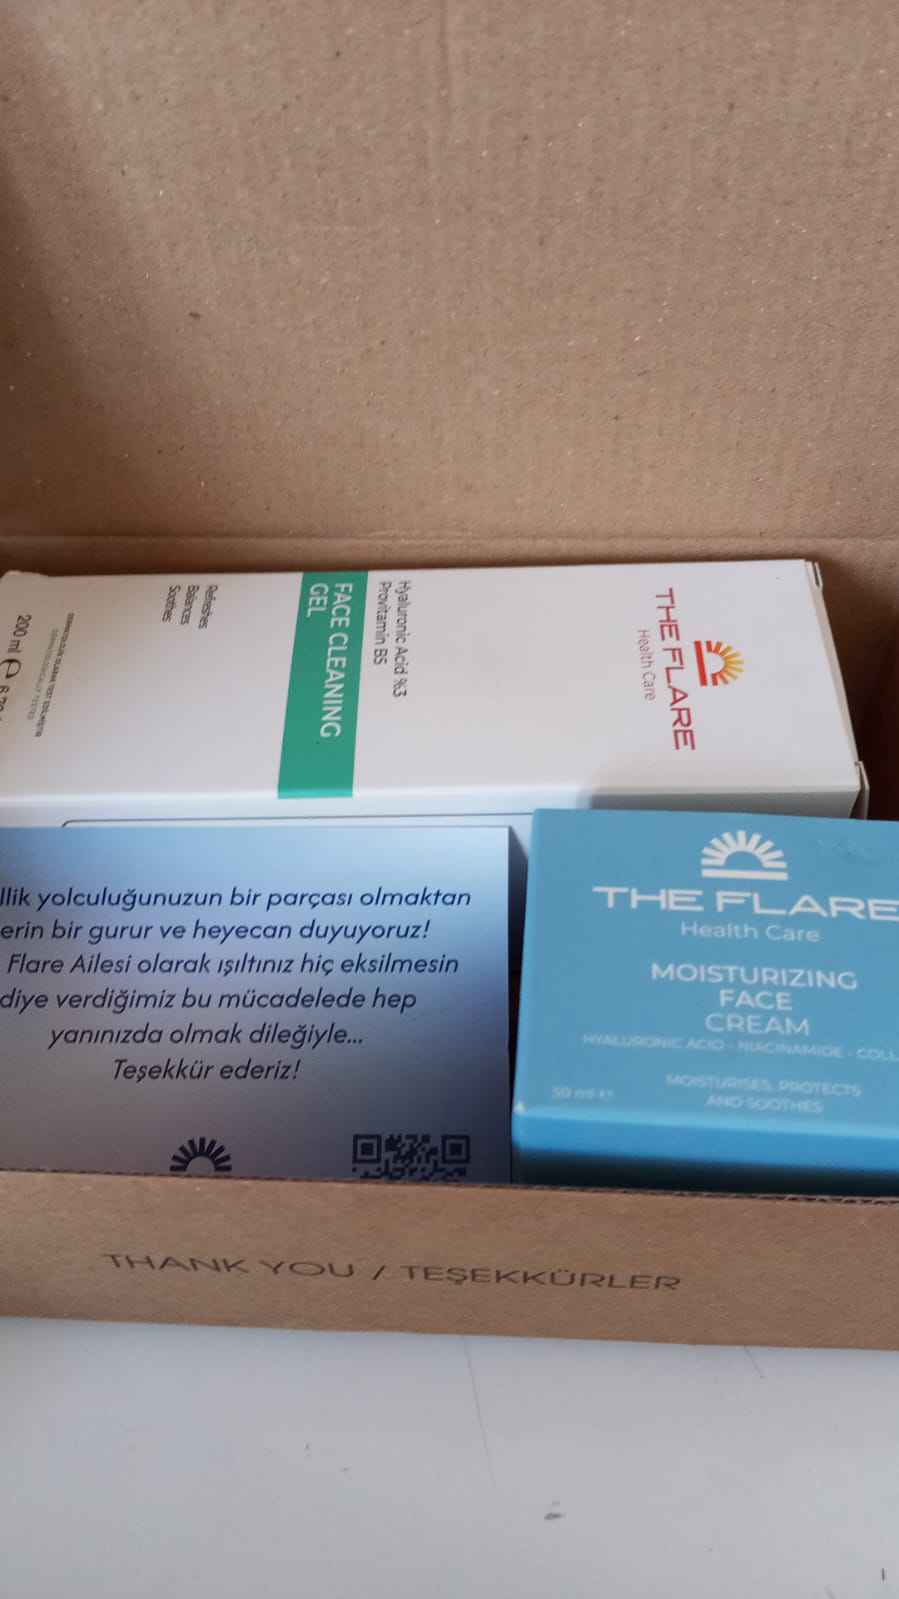 THE FLARE
Health Care
Hyaluronic Acid %3
Provitamin B5
FACE CLEANING
GEL
Refreshes
Balances
Soothes
200 ml ℮
yolculuğunuzun bir parçası olmaktan
bir gurur ve heyecan duyuyoruz!
Flare Ailesi olarak ışıltınız hiç eksilmesin
diye verdiğimiz bu mücadelede hep
yanınızda olmak dileğiyle...
Teşekkür ederiz!
THE FLARE
Health Care
MOISTURIZING
FACE
CREAM
HYALURONIC ACID - NIACINAMIDE -
MOISTURISES, PROTECTS
AND SOOTHES
50 ml ℮
THANK YOU / TEŞEKKÜRLER